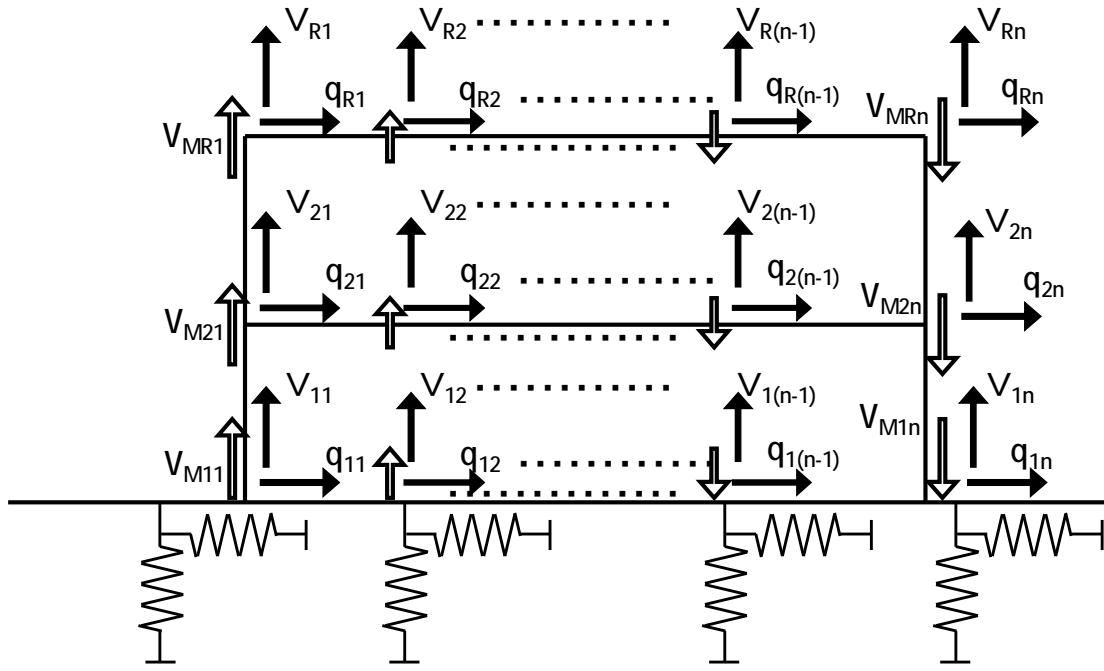 V_R1 V_R2 V_R(n-1) V_Rn
q_R1 q_R2 q_R(n-1) V_MRn q_Rn
V_MR1
V_21 V_22 V_2(n-1) V_2n
q_21 q_22 q_2(n-1) V_M2n q_2n
V_M21
V_11 V_12 V_1(n-1) V_1n
V_M11 q_11 q_12 q_1(n-1) V_M1n q_1n